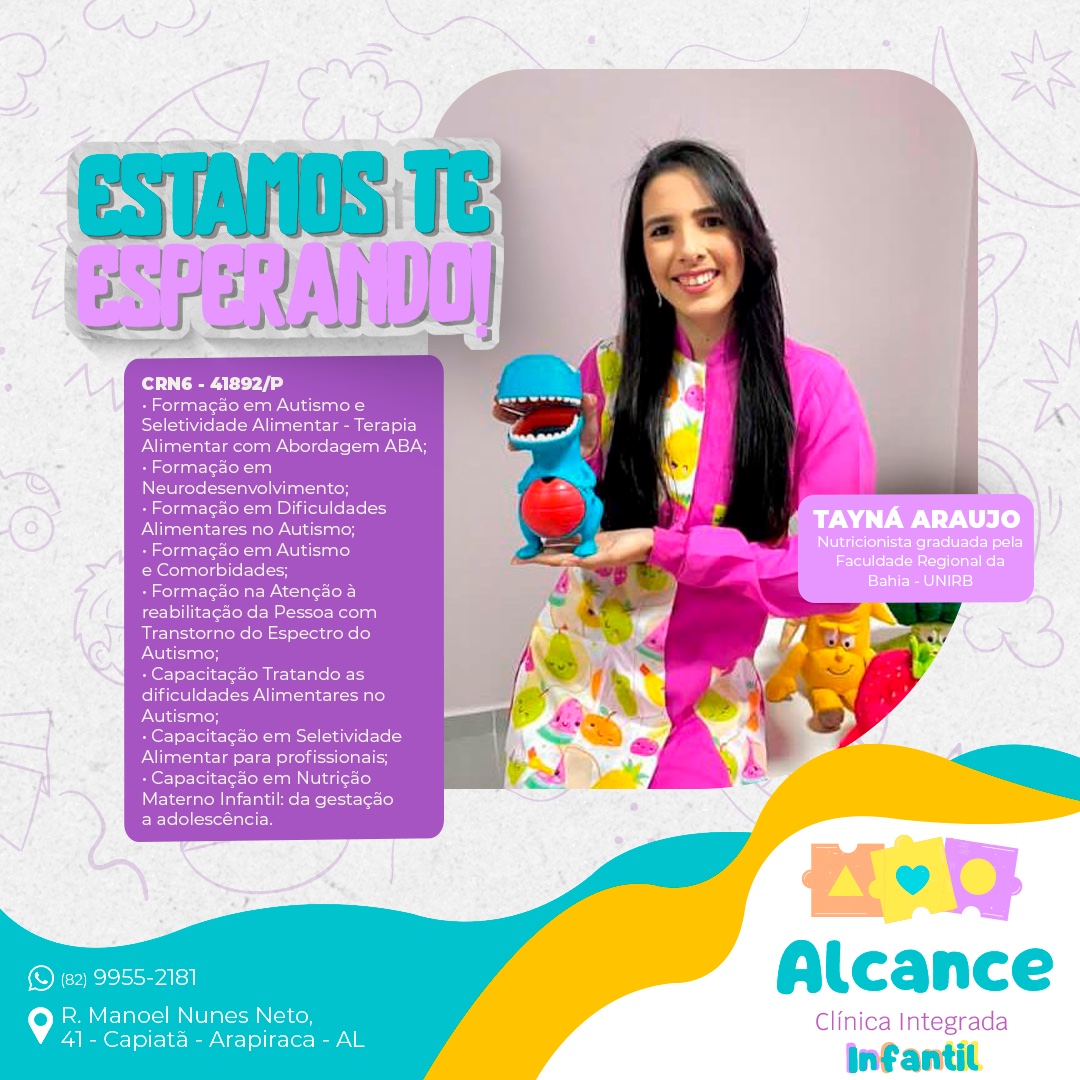 ESTAMOS TE
ESPERANDO!
CRN6 - 41892/P
• Formação em Autismo e
Seletividade Alimentar - Terapia
Alimentar com Abordagem ABA;
• Formação em
Neurodesenvolvimento;
• Formação em Dificuldades
Alimentares no Autismo;
• Formação em Autismo
e Comorbidades;
• Formação na Atenção à
reabilitação da Pessoa com
Transtorno do Espectro do
Autismo;
• Capacitação Tratando as
dificuldades Alimentares no
Autismo;
• Capacitação em Seletividade
Alimentar para profissionais;
• Capacitação em Nutrição
Materno Infantil: da gestação
a adolescência.
TAYNÁ ARAUJO
Nutricionista graduada pela
Faculdade Regional da
Bahia - UNIRB
(82) 9955-2181
R. Manoel Nunes Neto,
41 - Capiatã - Arapiraca - AL
Alcance
Clínica Integrada
Infantil